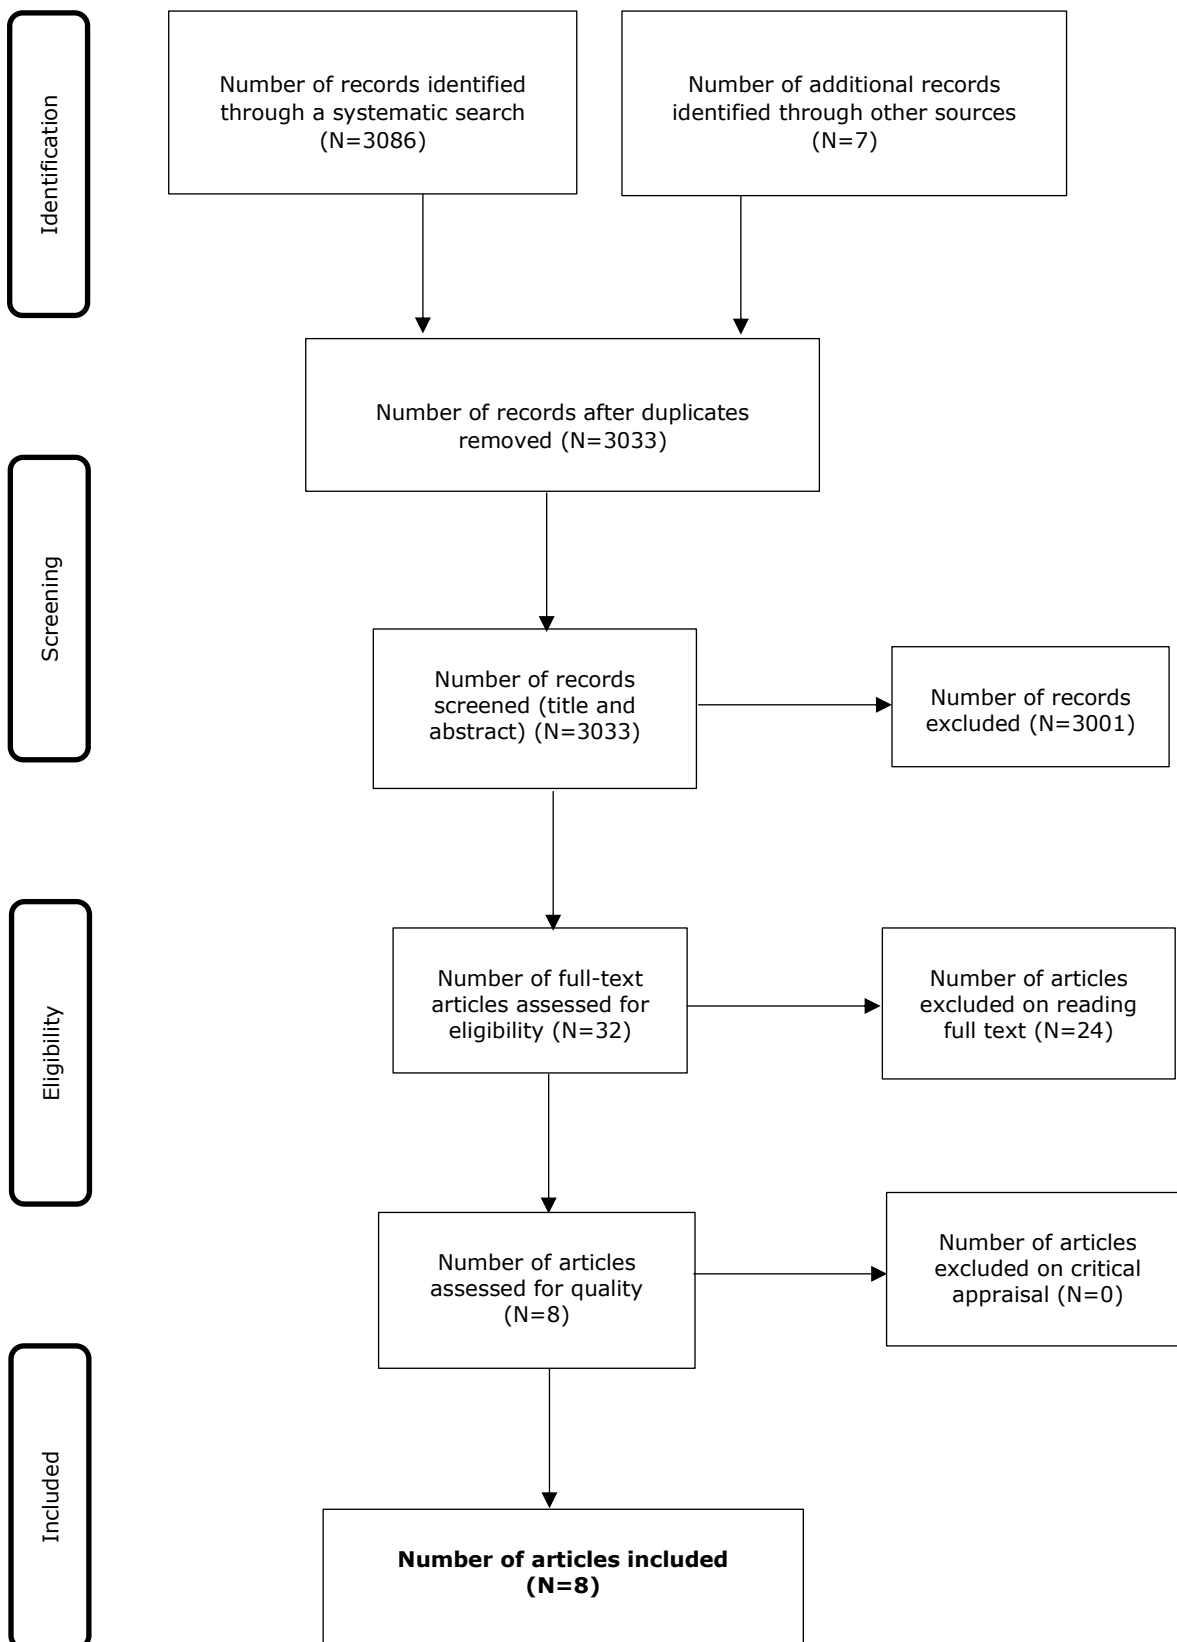 Identification
Number of records identified
through a systematic search
(N=3086)
Number of additional records
identified through other sources
(N=7)
Number of records after duplicates
removed (N=3033)
Screening
Number of records
screened (title and
abstract) (N=3033)
Number of records
excluded (N=3001)
Eligibility
Number of full-text
articles assessed for
eligibility (N=32)
Number of articles
excluded on reading
full text (N=24)
Number of articles
assessed for quality
(N=8)
Number of articles
excluded on critical
appraisal (N=0)
Included
Number of articles included
(N=8)